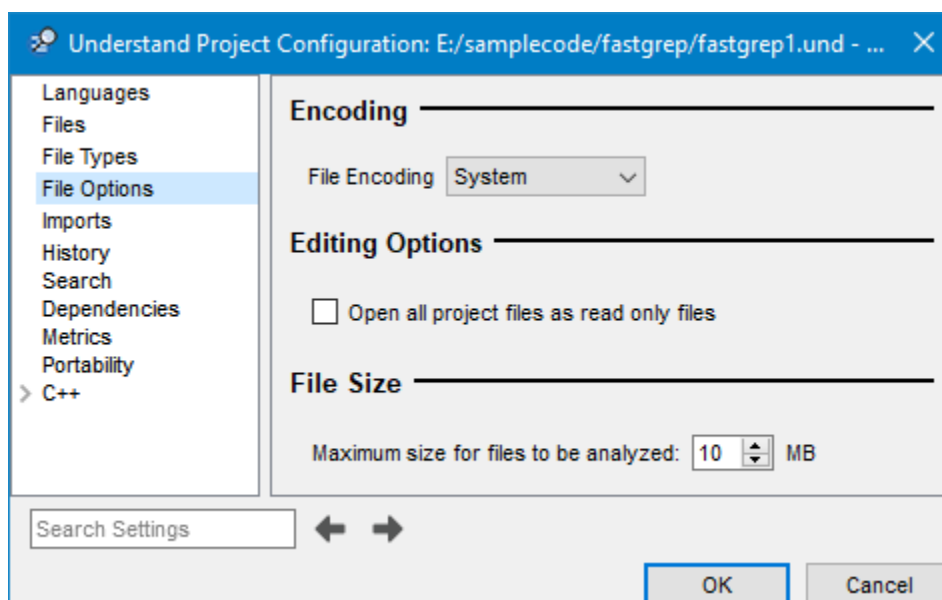 Understand Project Configuration: E:/samplecode/fastgrep/fastgrep1.und - ...
Languages
Files
File Types
File Options
Imports
History
Search
Dependencies
Metrics
Portability
C++
Encoding
File Encoding System
Editing Options
Open all project files as read only files
File Size
Maximum size for files to be analyzed: 10 MB
Search Settings
OK Cancel